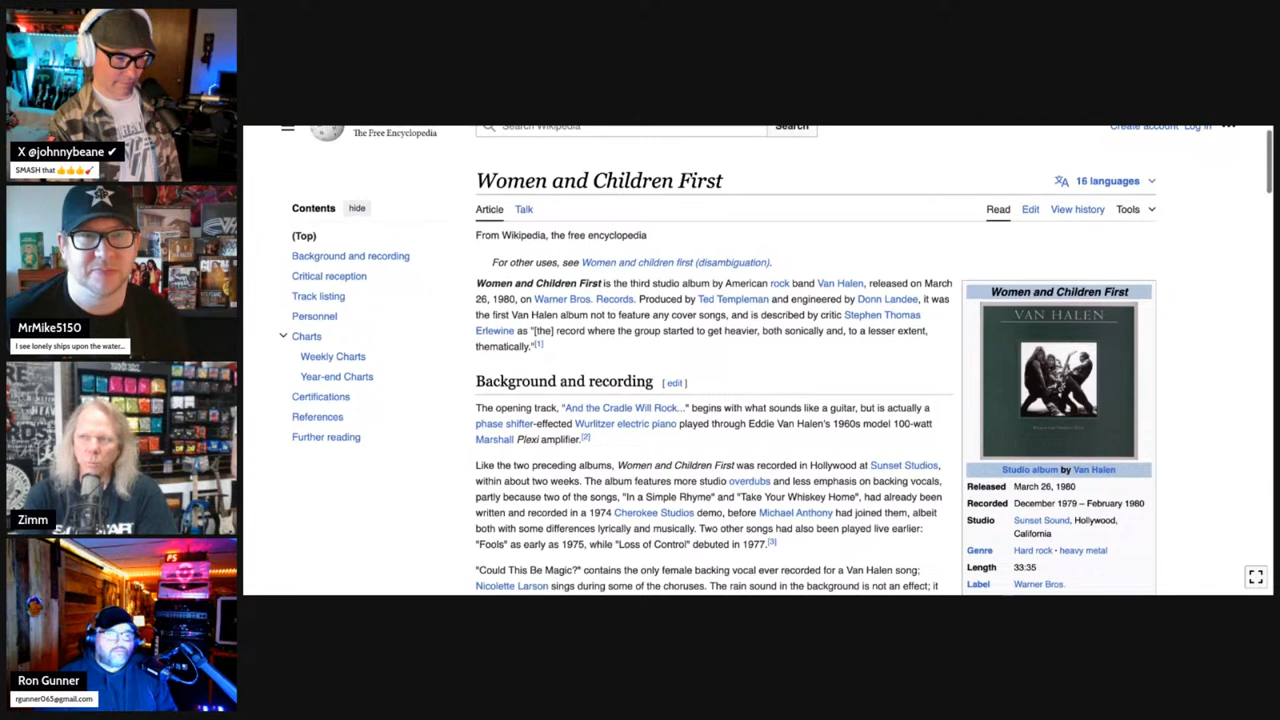 X @johnnybeane ✔
SMASH that 👍👍👍🎸
MrMike5150
I see lonely ships upon the water...
Zimm
Ron Gunner
rgunner065@gmail.com
The Free Encyclopedia
Search Wikipedia
Search
Create account Log in •••
Women and Children First
16 languages
Contents hide
(Top)
Background and recording
Critical reception
Track listing
Personnel
Charts
Weekly Charts
Year-end Charts
Certifications
References
Further reading
Article Talk
Read Edit View history Tools
From Wikipedia, the free encyclopedia
For other uses, see Women and children first (disambiguation).
Women and Children First is the third studio album by American rock band Van Halen, released on March
26, 1980, on Warner Bros. Records. Produced by Ted Templeman and engineered by Donn Landee, it was
the first Van Halen album not to feature any cover songs, and is described by critic Stephen Thomas
Erlewine as "[the] record where the group started to get heavier, both sonically and, to a lesser extent,
thematically."[1]
Background and recording [ edit ]
The opening track, "And the Cradle Will Rock..." begins with what sounds like a guitar, but is actually a
phase shifter-effected Wurlitzer electric piano played through Eddie Van Halen's 1960s model 100-watt
Marshall Plexi amplifier.[2]
Like the two preceding albums, Women and Children First was recorded in Hollywood at Sunset Studios,
within about two weeks. The album features more studio overdubs and less emphasis on backing vocals,
partly because two of the songs, "In a Simple Rhyme" and "Take Your Whiskey Home", had already been
written and recorded in a 1974 Cherokee Studios demo, before Michael Anthony had joined them, albeit
both with some differences lyrically and musically. Two other songs had also been played live earlier:
"Fools" as early as 1975, while "Loss of Control" debuted in 1977.[3]
"Could This Be Magic?" contains the only female backing vocal ever recorded for a Van Halen song;
Nicolette Larson sings during some of the choruses. The rain sound in the background is not an effect; it
Women and Children First
VAN HALEN
Studio album by Van Halen
Released March 26, 1980
Recorded December 1979 – February 1980
Studio Sunset Sound, Hollywood,
California
Genre Hard rock · heavy metal
Length 33:35
Label Warner Bros.